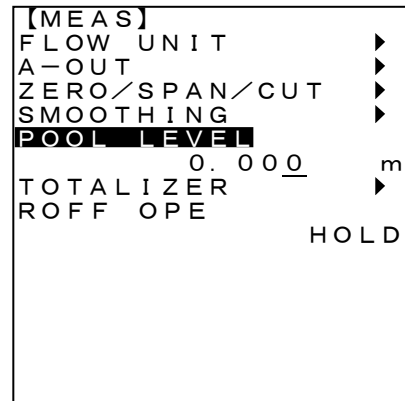 【MEAS】
FLOW UNIT ▶
A－OUT ▶
ZERO／SPAN／CUT ▶
SMOOTHING ▶
POOL LEVEL
0. 000 m
TOTALIZER ▶
ROFF OPE
HOLD